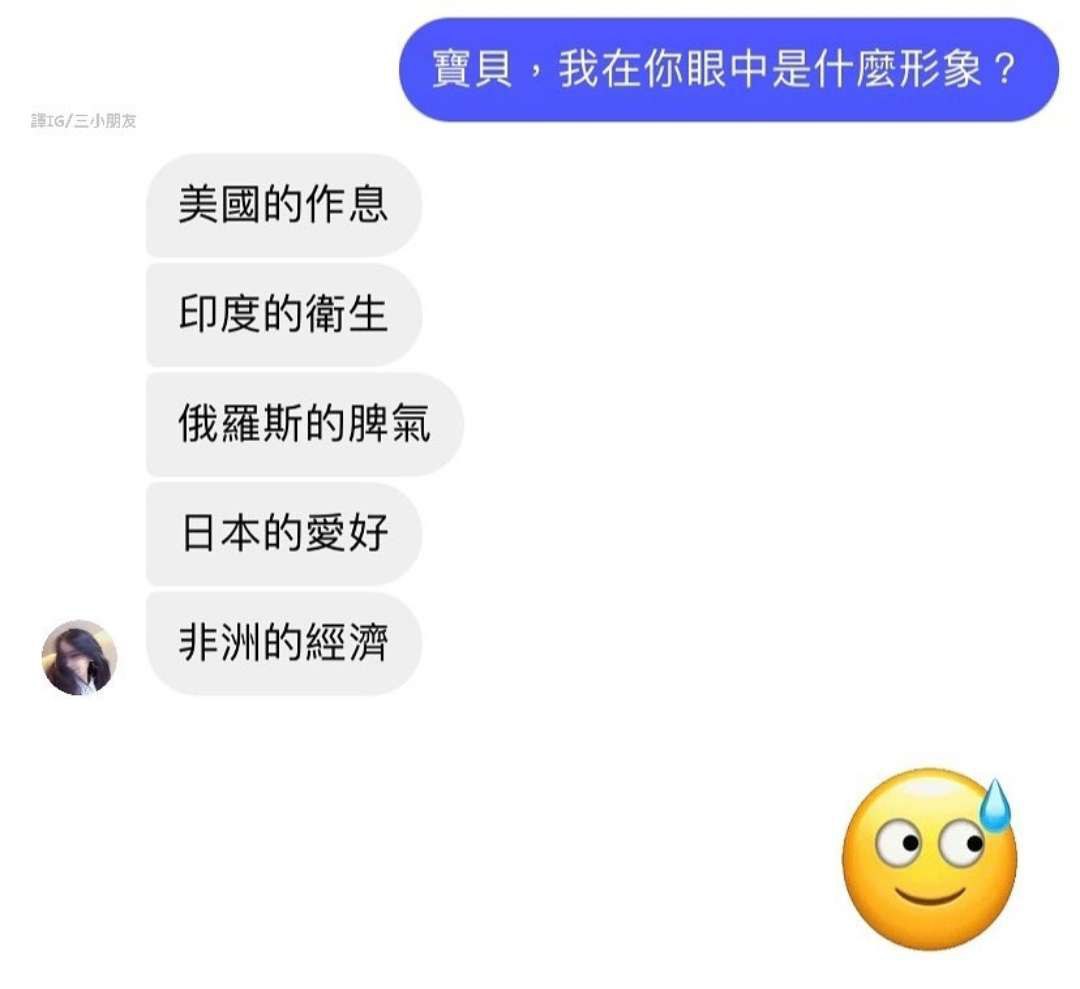 寶貝，我在你眼中是什麼形象？
譯IG/三小朋友
美國的作息
印度的衛生
俄羅斯的脾氣
日本的愛好
非洲的經濟